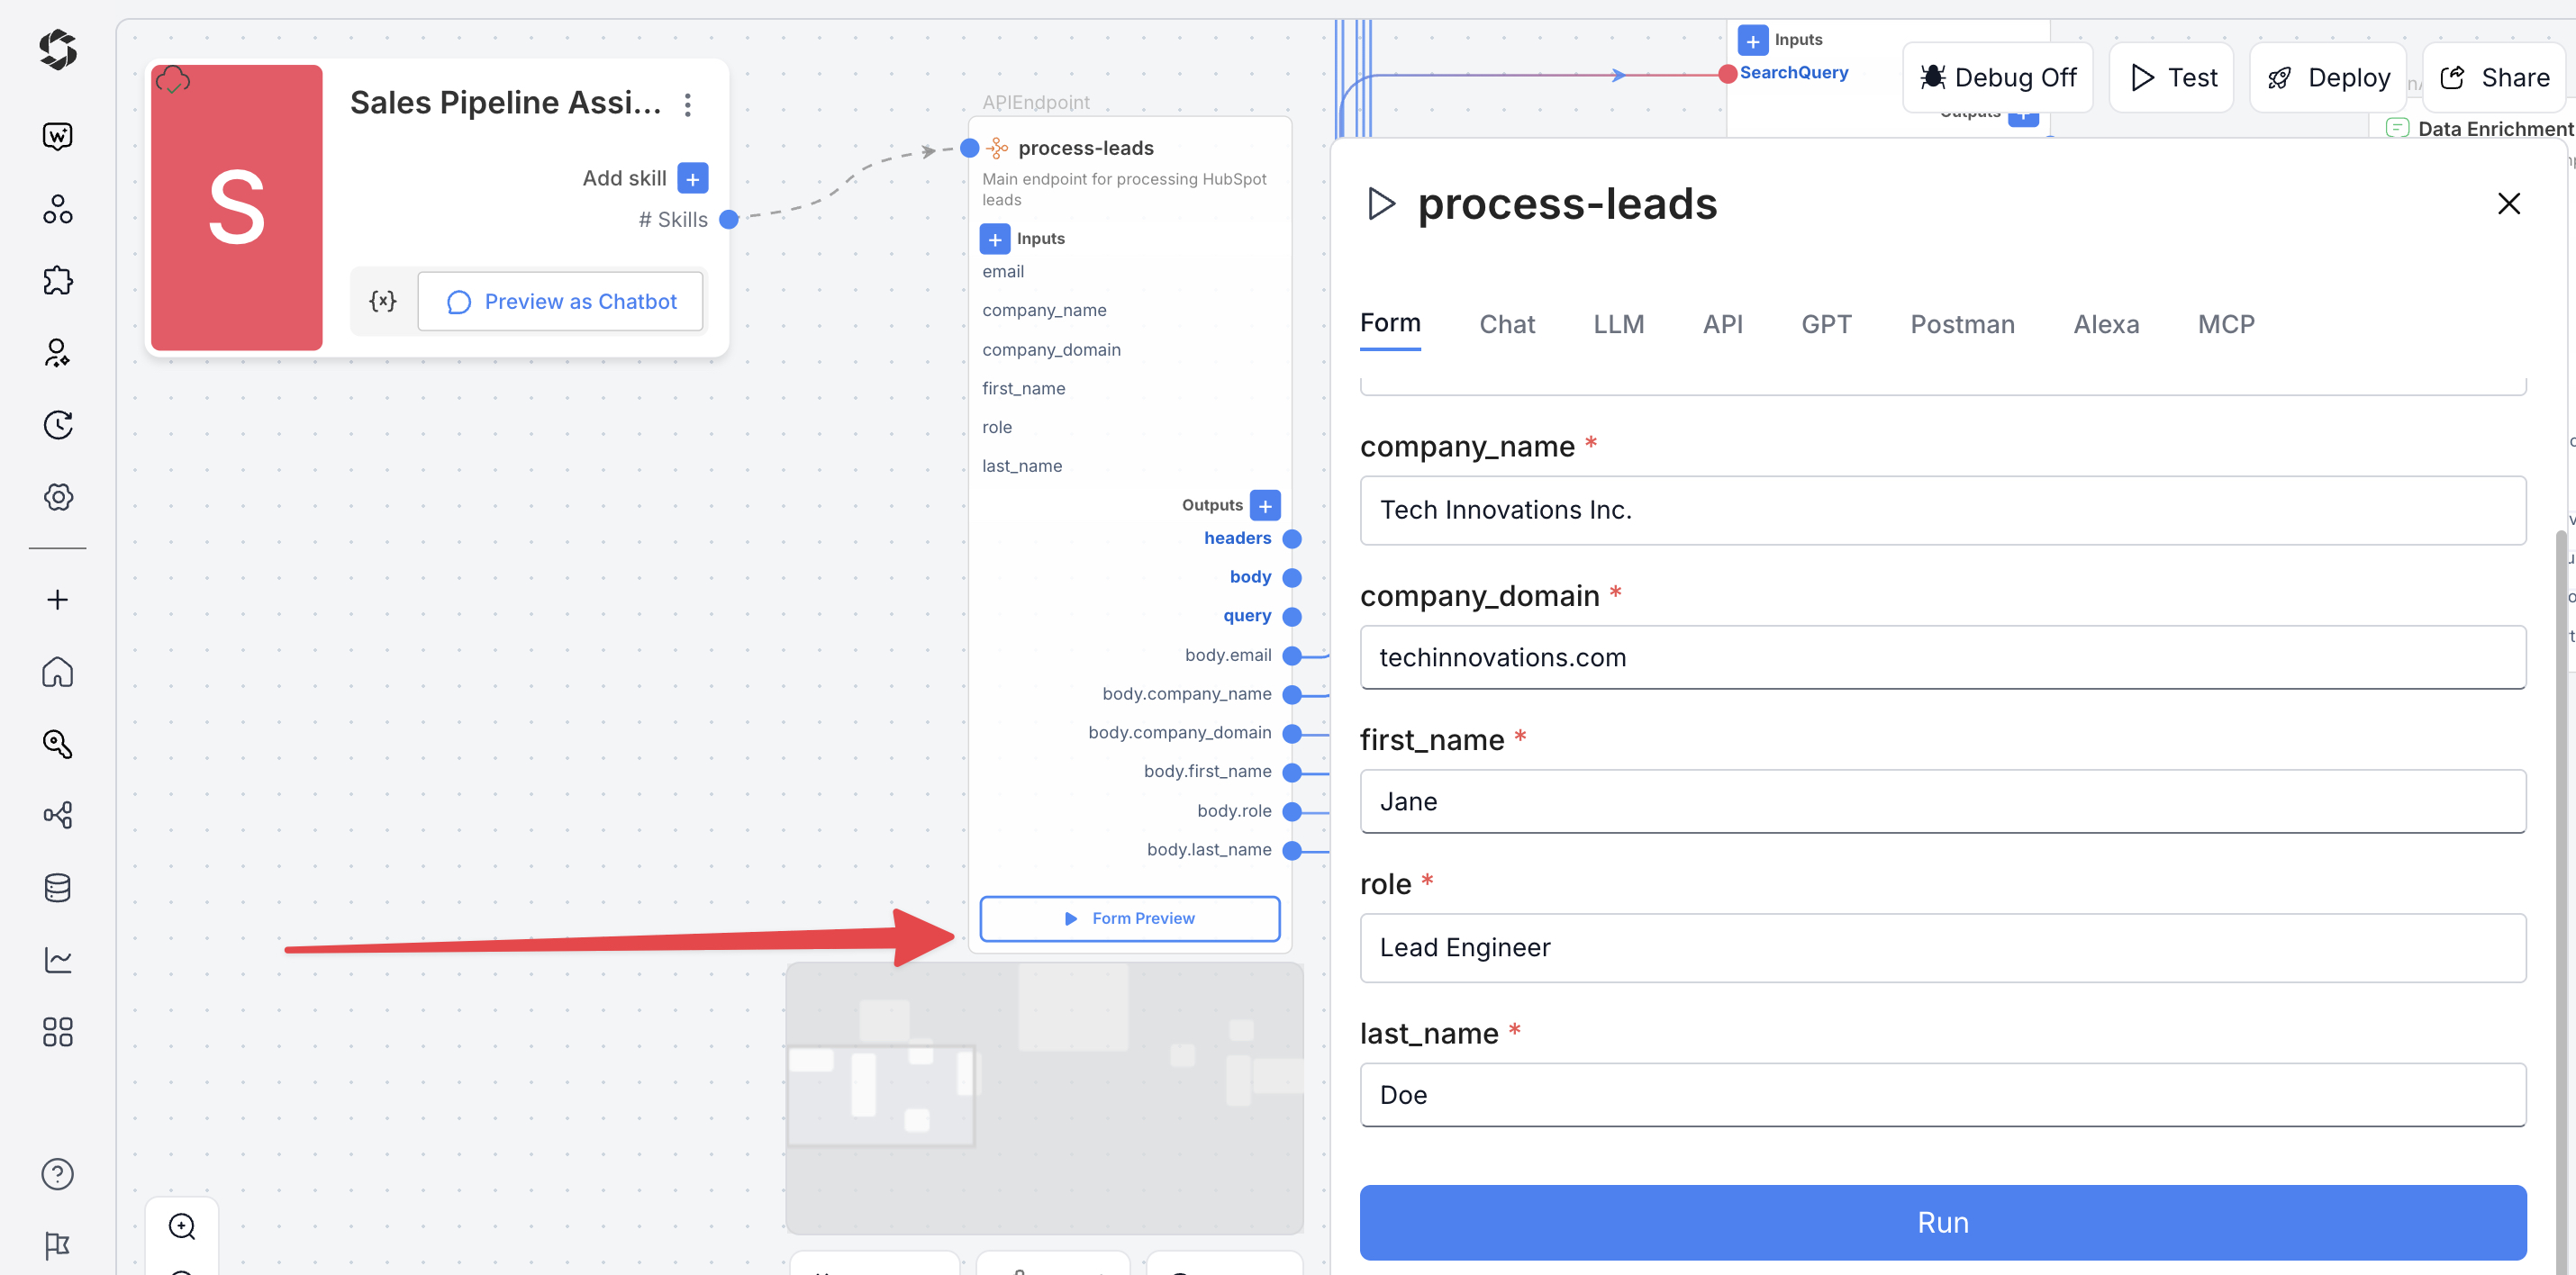 Sales Pipeline Assi...
S
Add skill
# Skills
{x}
Preview as Chatbot
APIEndpoint
process-leads
Main endpoint for processing HubSpot
leads
Inputs
email
company_name
company_domain
first_name
role
last_name
Outputs
headers
body
query
body.email
body.company_name
body.company_domain
body.first_name
body.role
body.last_name
Form Preview
Inputs
SearchQuery
Outputs
Debug Off
Test
Deploy
Share
Data Enrichment
process-leads
Form
Chat
LLM
API
GPT
Postman
Alexa
MCP
company_name *
Tech Innovations Inc.
company_domain *
techinnovations.com
first_name *
Jane
role *
Lead Engineer
last_name *
Doe
Run